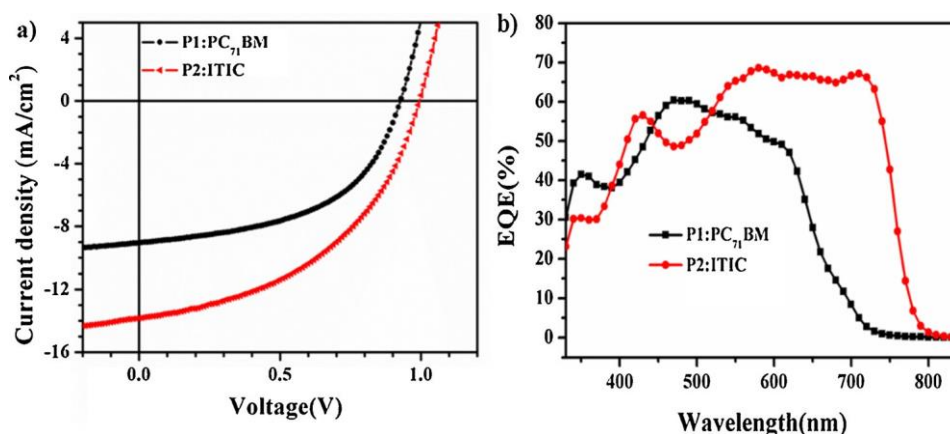 a)
P1:PC71BM
P2:ITIC
Current density (mA/cm2)
4
0
-4
-8
-12
-16
0.0
0.5
1.0
Voltage(V)
b)
EQE(%)
80
70
60
50
40
30
20
10
0
P1:PC71BM
P2:ITIC
400
500
600
700
800
Wavelength(nm)